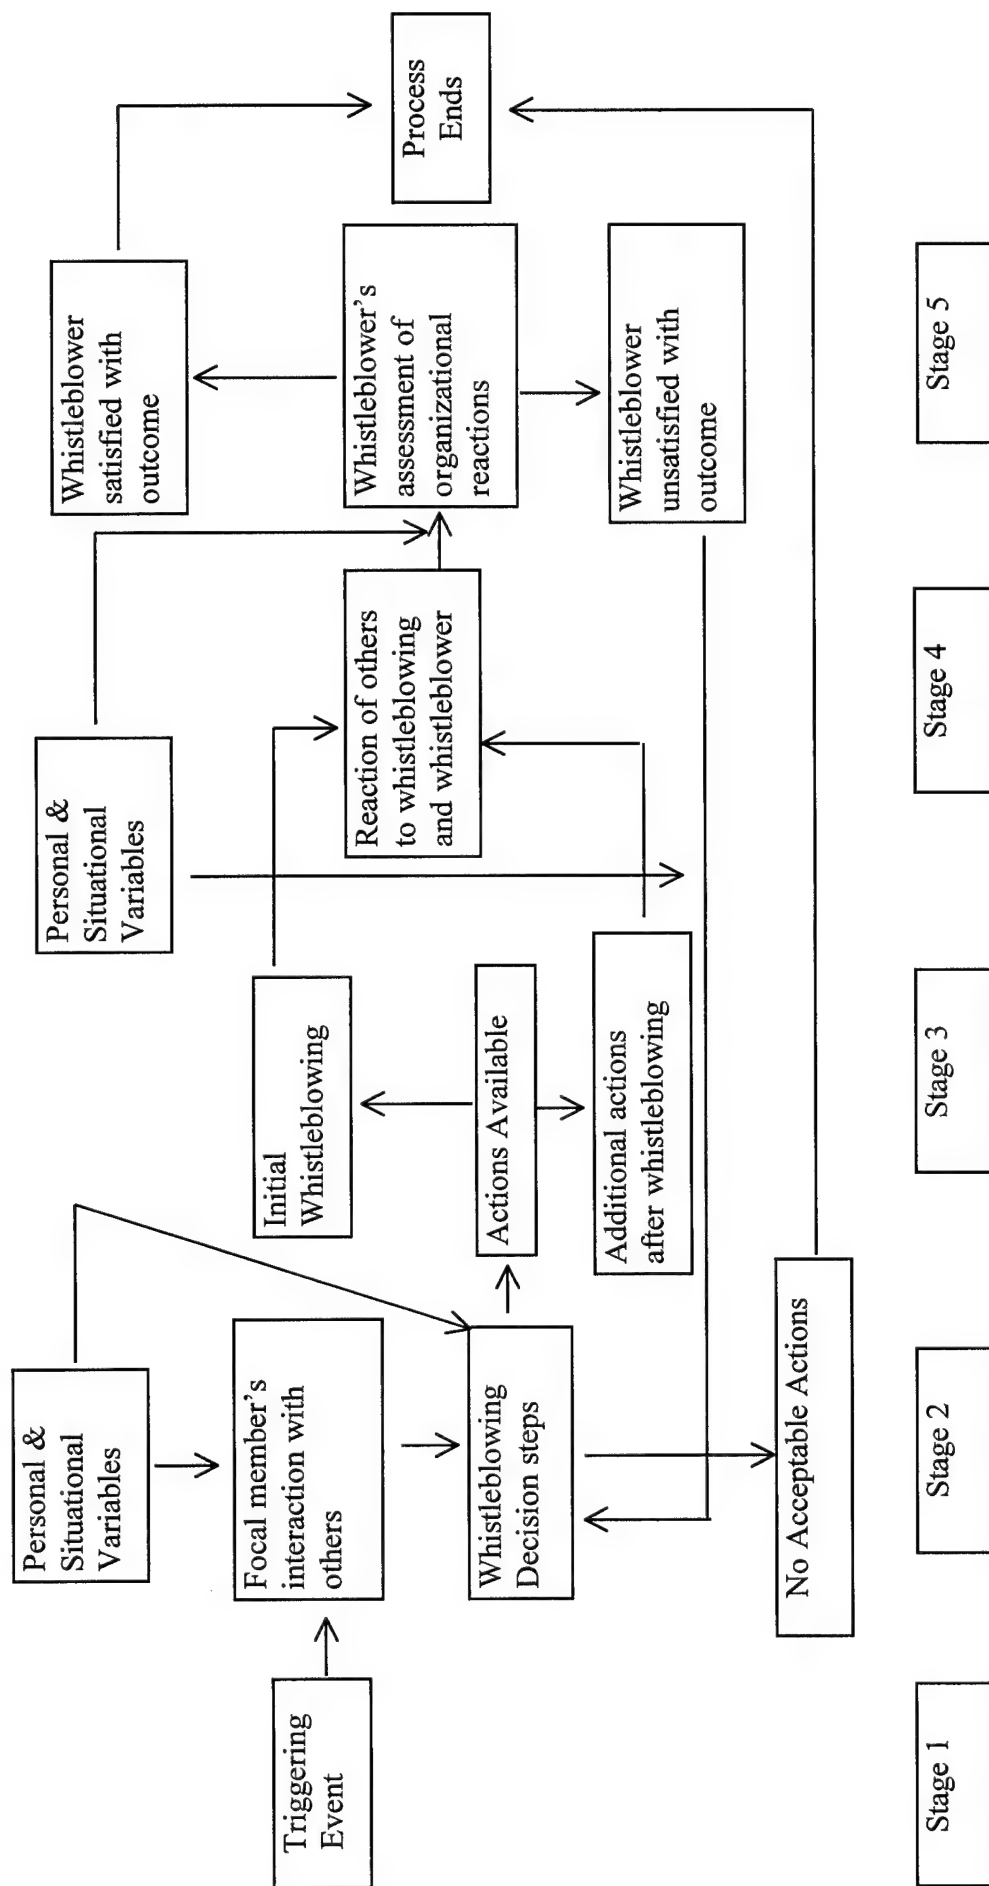 Triggering
Event
Personal &
Situational
Variables
Focal member's
interaction with
others
Whistleblowing
Decision steps
No Acceptable Actions
Initial
Whistleblowing
Actions Available
Additional actions
after whistleblowing
Personal &
Situational
Variables
Reaction of others
to whistleblowing
and whistleblower
Whistleblower
satisfied with
outcome
Whistleblower's
assessment of
organizational
reactions
Whistleblower
unsatisfied with
outcome
Process
Ends
Stage 1
Stage 2
Stage 3
Stage 4
Stage 5